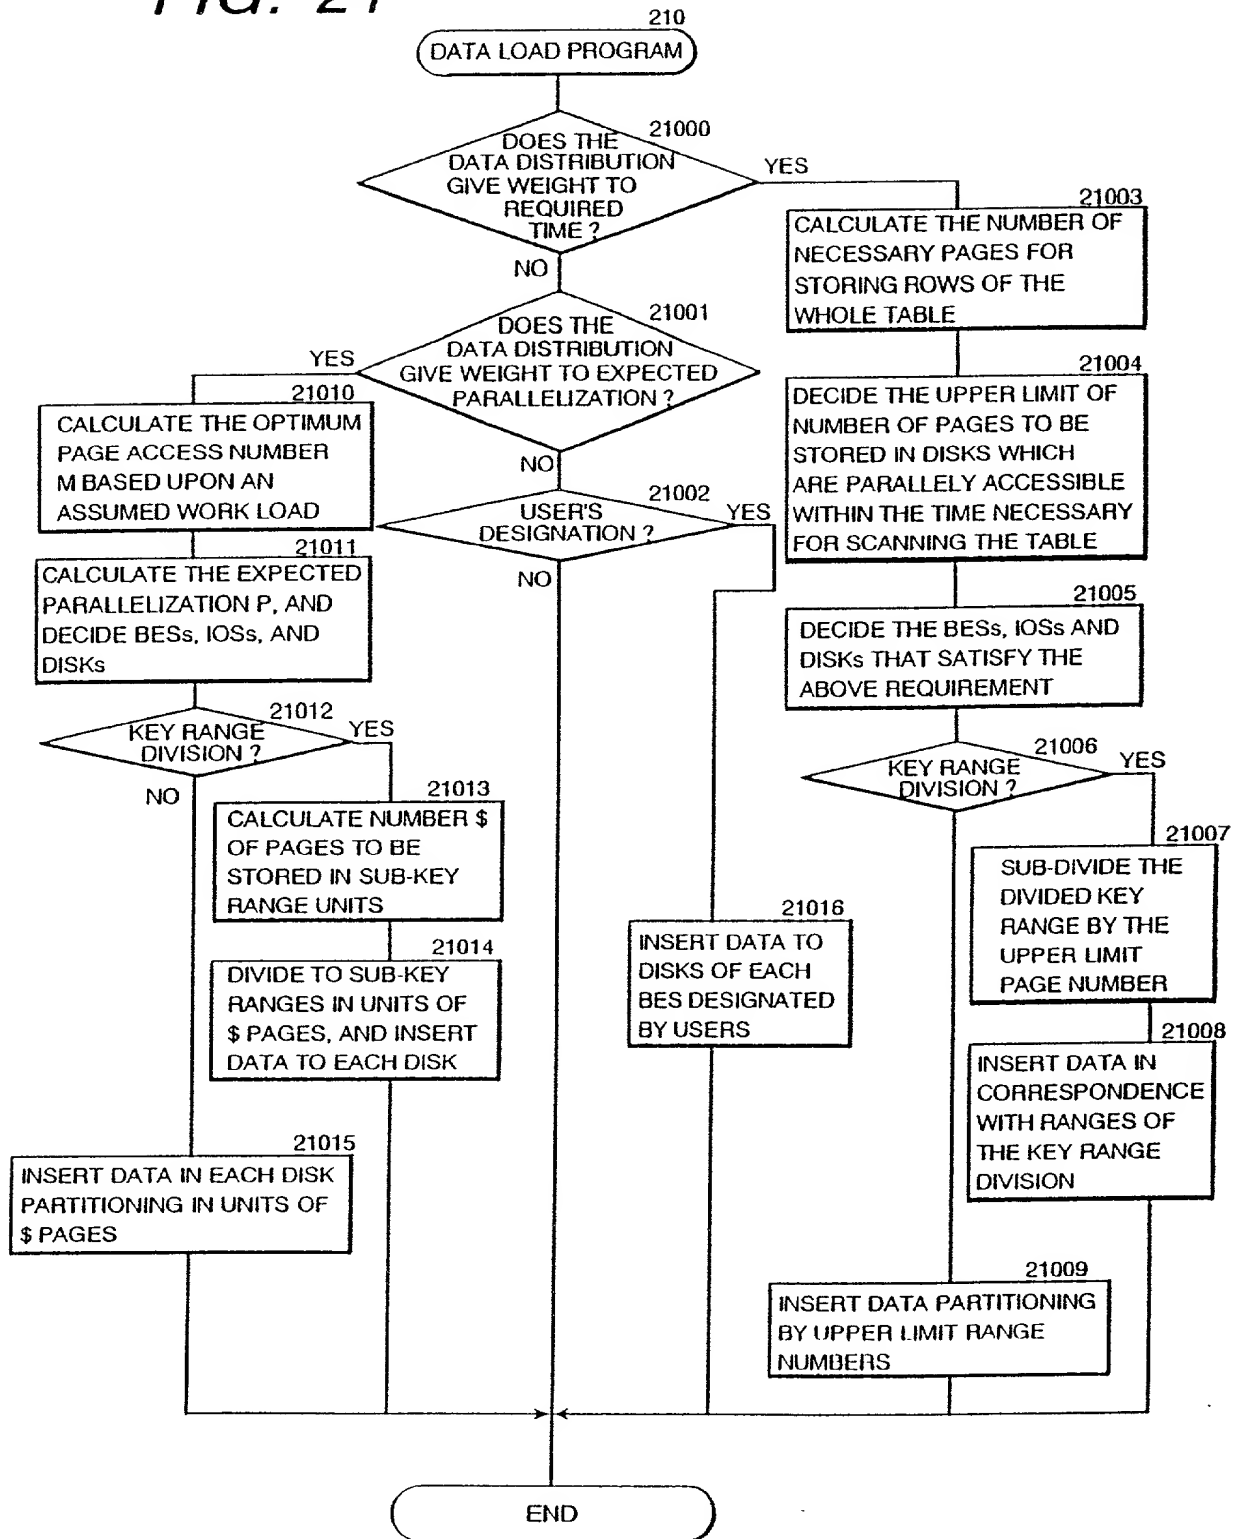 FIG. 21
210
DATA LOAD PROGRAM
21000
DOES THE
DATA DISTRIBUTION
GIVE WEIGHT TO
REQUIRED
TIME ?
YES
NO
21003
CALCULATE THE NUMBER OF
NECESSARY PAGES FOR
STORING ROWS OF THE
WHOLE TABLE
21001
DOES THE
DATA DISTRIBUTION
GIVE WEIGHT TO EXPECTED
PARALLELIZATION ?
YES
NO
21004
DECIDE THE UPPER LIMIT OF
NUMBER OF PAGES TO BE
STORED IN DISKS WHICH
ARE PARALLELY ACCESSIBLE
WITHIN THE TIME NECESSARY
FOR SCANNING THE TABLE
21010
CALCULATE THE OPTIMUM
PAGE ACCESS NUMBER
M BASED UPON AN
ASSUMED WORK LOAD
21002
USER'S
DESIGNATION ?
YES
NO
21011
CALCULATE THE EXPECTED
PARALLELIZATION P, AND
DECIDE BESs, IOSs, AND
DISKs
21005
DECIDE THE BESs, IOSs AND
DISKs THAT SATISFY THE
ABOVE REQUIREMENT
21012
KEY RANGE
DIVISION ?
YES
NO
21006
KEY RANGE
DIVISION ?
YES
21013
CALCULATE NUMBER $
OF PAGES TO BE
STORED IN SUB-KEY
RANGE UNITS
21007
SUB-DIVIDE THE
DIVIDED KEY
RANGE BY THE
UPPER LIMIT
PAGE NUMBER
21014
DIVIDE TO SUB-KEY
RANGES IN UNITS OF
$ PAGES, AND INSERT
DATA TO EACH DISK
21016
INSERT DATA TO
DISKS OF EACH
BES DESIGNATED
BY USERS
21008
INSERT DATA IN
CORRESPONDENCE
WITH RANGES OF
THE KEY RANGE
DIVISION
21015
INSERT DATA IN EACH DISK
PARTITIONING IN UNITS OF
$ PAGES
21009
INSERT DATA PARTITIONING
BY UPPER LIMIT RANGE
NUMBERS
END